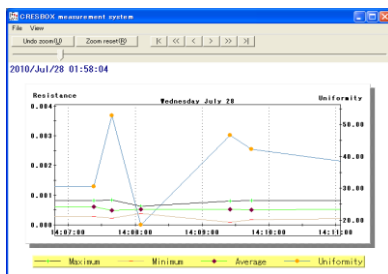 CRESBOX measurement system
File View
Undo zoom(U) Zoom reset(R) |< << < > >> >|
2010/Jul/28 01:58:04
Resistance Wednesday July 28 Uniformity
0.004
50.00
0.003
40.00
0.002
30.00
0.001
20.00
0.000
14:07:00 14:08:00 14:09:00 14:10:00 14:11:00
Maximum Minimum Average Uniformity